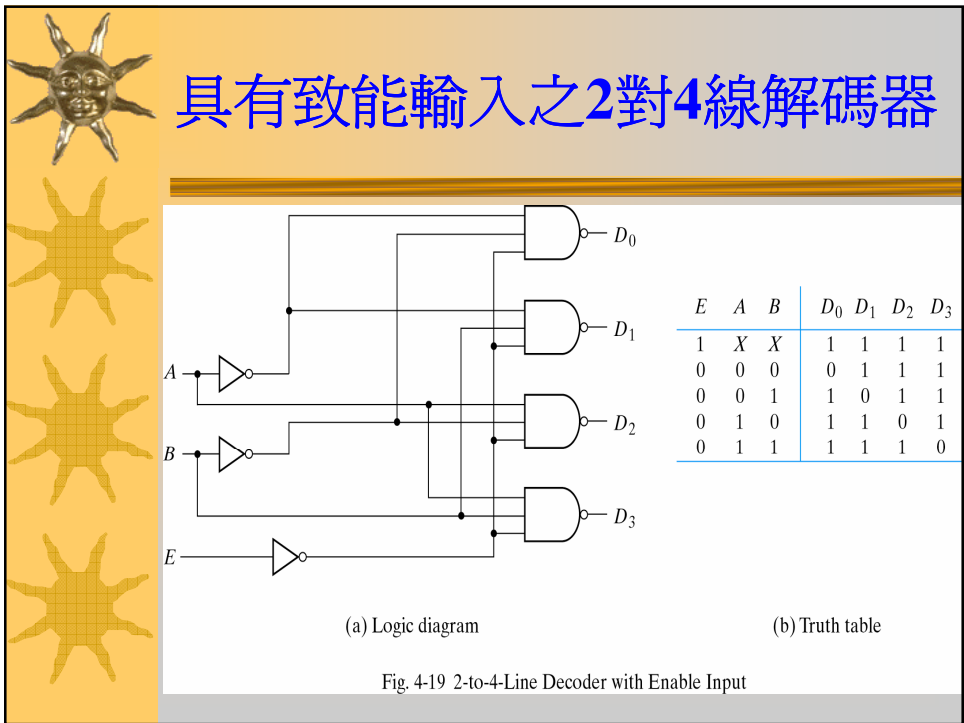 具有致能輸入之2對4線解碼器
D0
D1
A
D2
B
D3
E
E A B D0 D1 D2 D3
1 X X 1 1 1 1
0 0 0 0 1 1 1
0 0 1 1 0 1 1
0 1 0 1 1 0 1
0 1 1 1 1 1 0
(a) Logic diagram
(b) Truth table
Fig. 4-19 2-to-4-Line Decoder with Enable Input